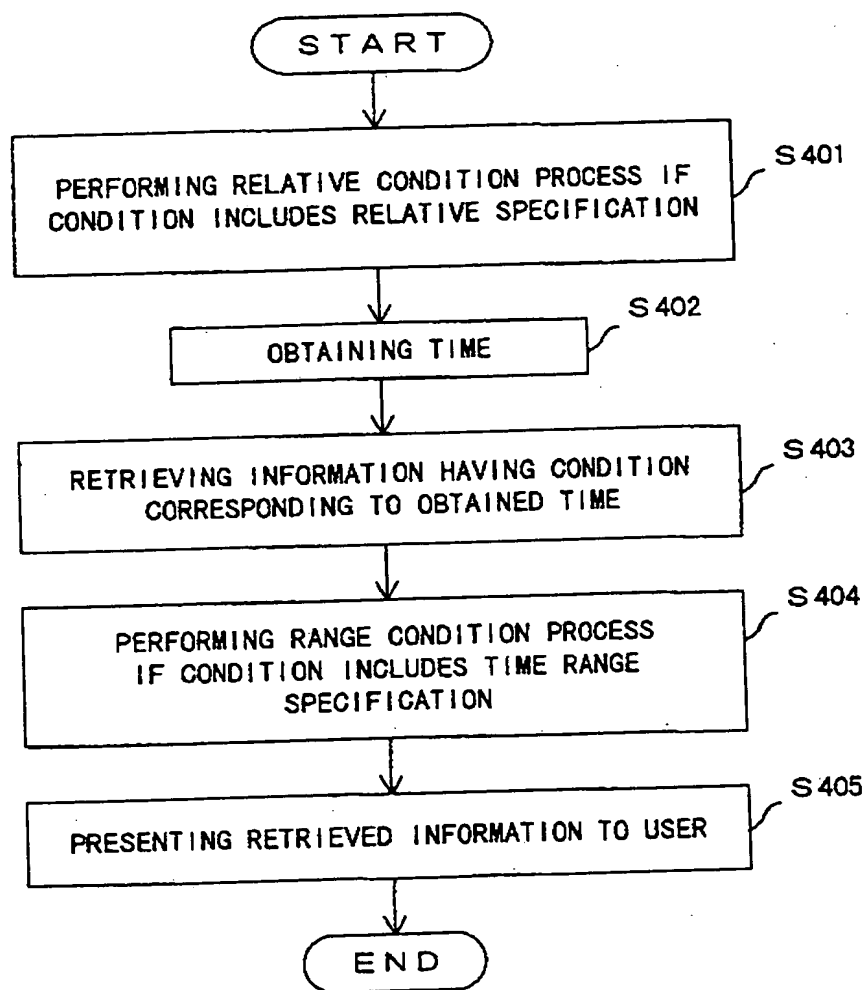 START
PERFORMING RELATIVE CONDITION PROCESS IF
CONDITION INCLUDES RELATIVE SPECIFICATION
S401
OBTAINING TIME
S402
RETRIEVING INFORMATION HAVING CONDITION
CORRESPONDING TO OBTAINED TIME
S403
PERFORMING RANGE CONDITION PROCESS
IF CONDITION INCLUDES TIME RANGE
SPECIFICATION
S404
PRESENTING RETRIEVED INFORMATION TO USER
S405
END